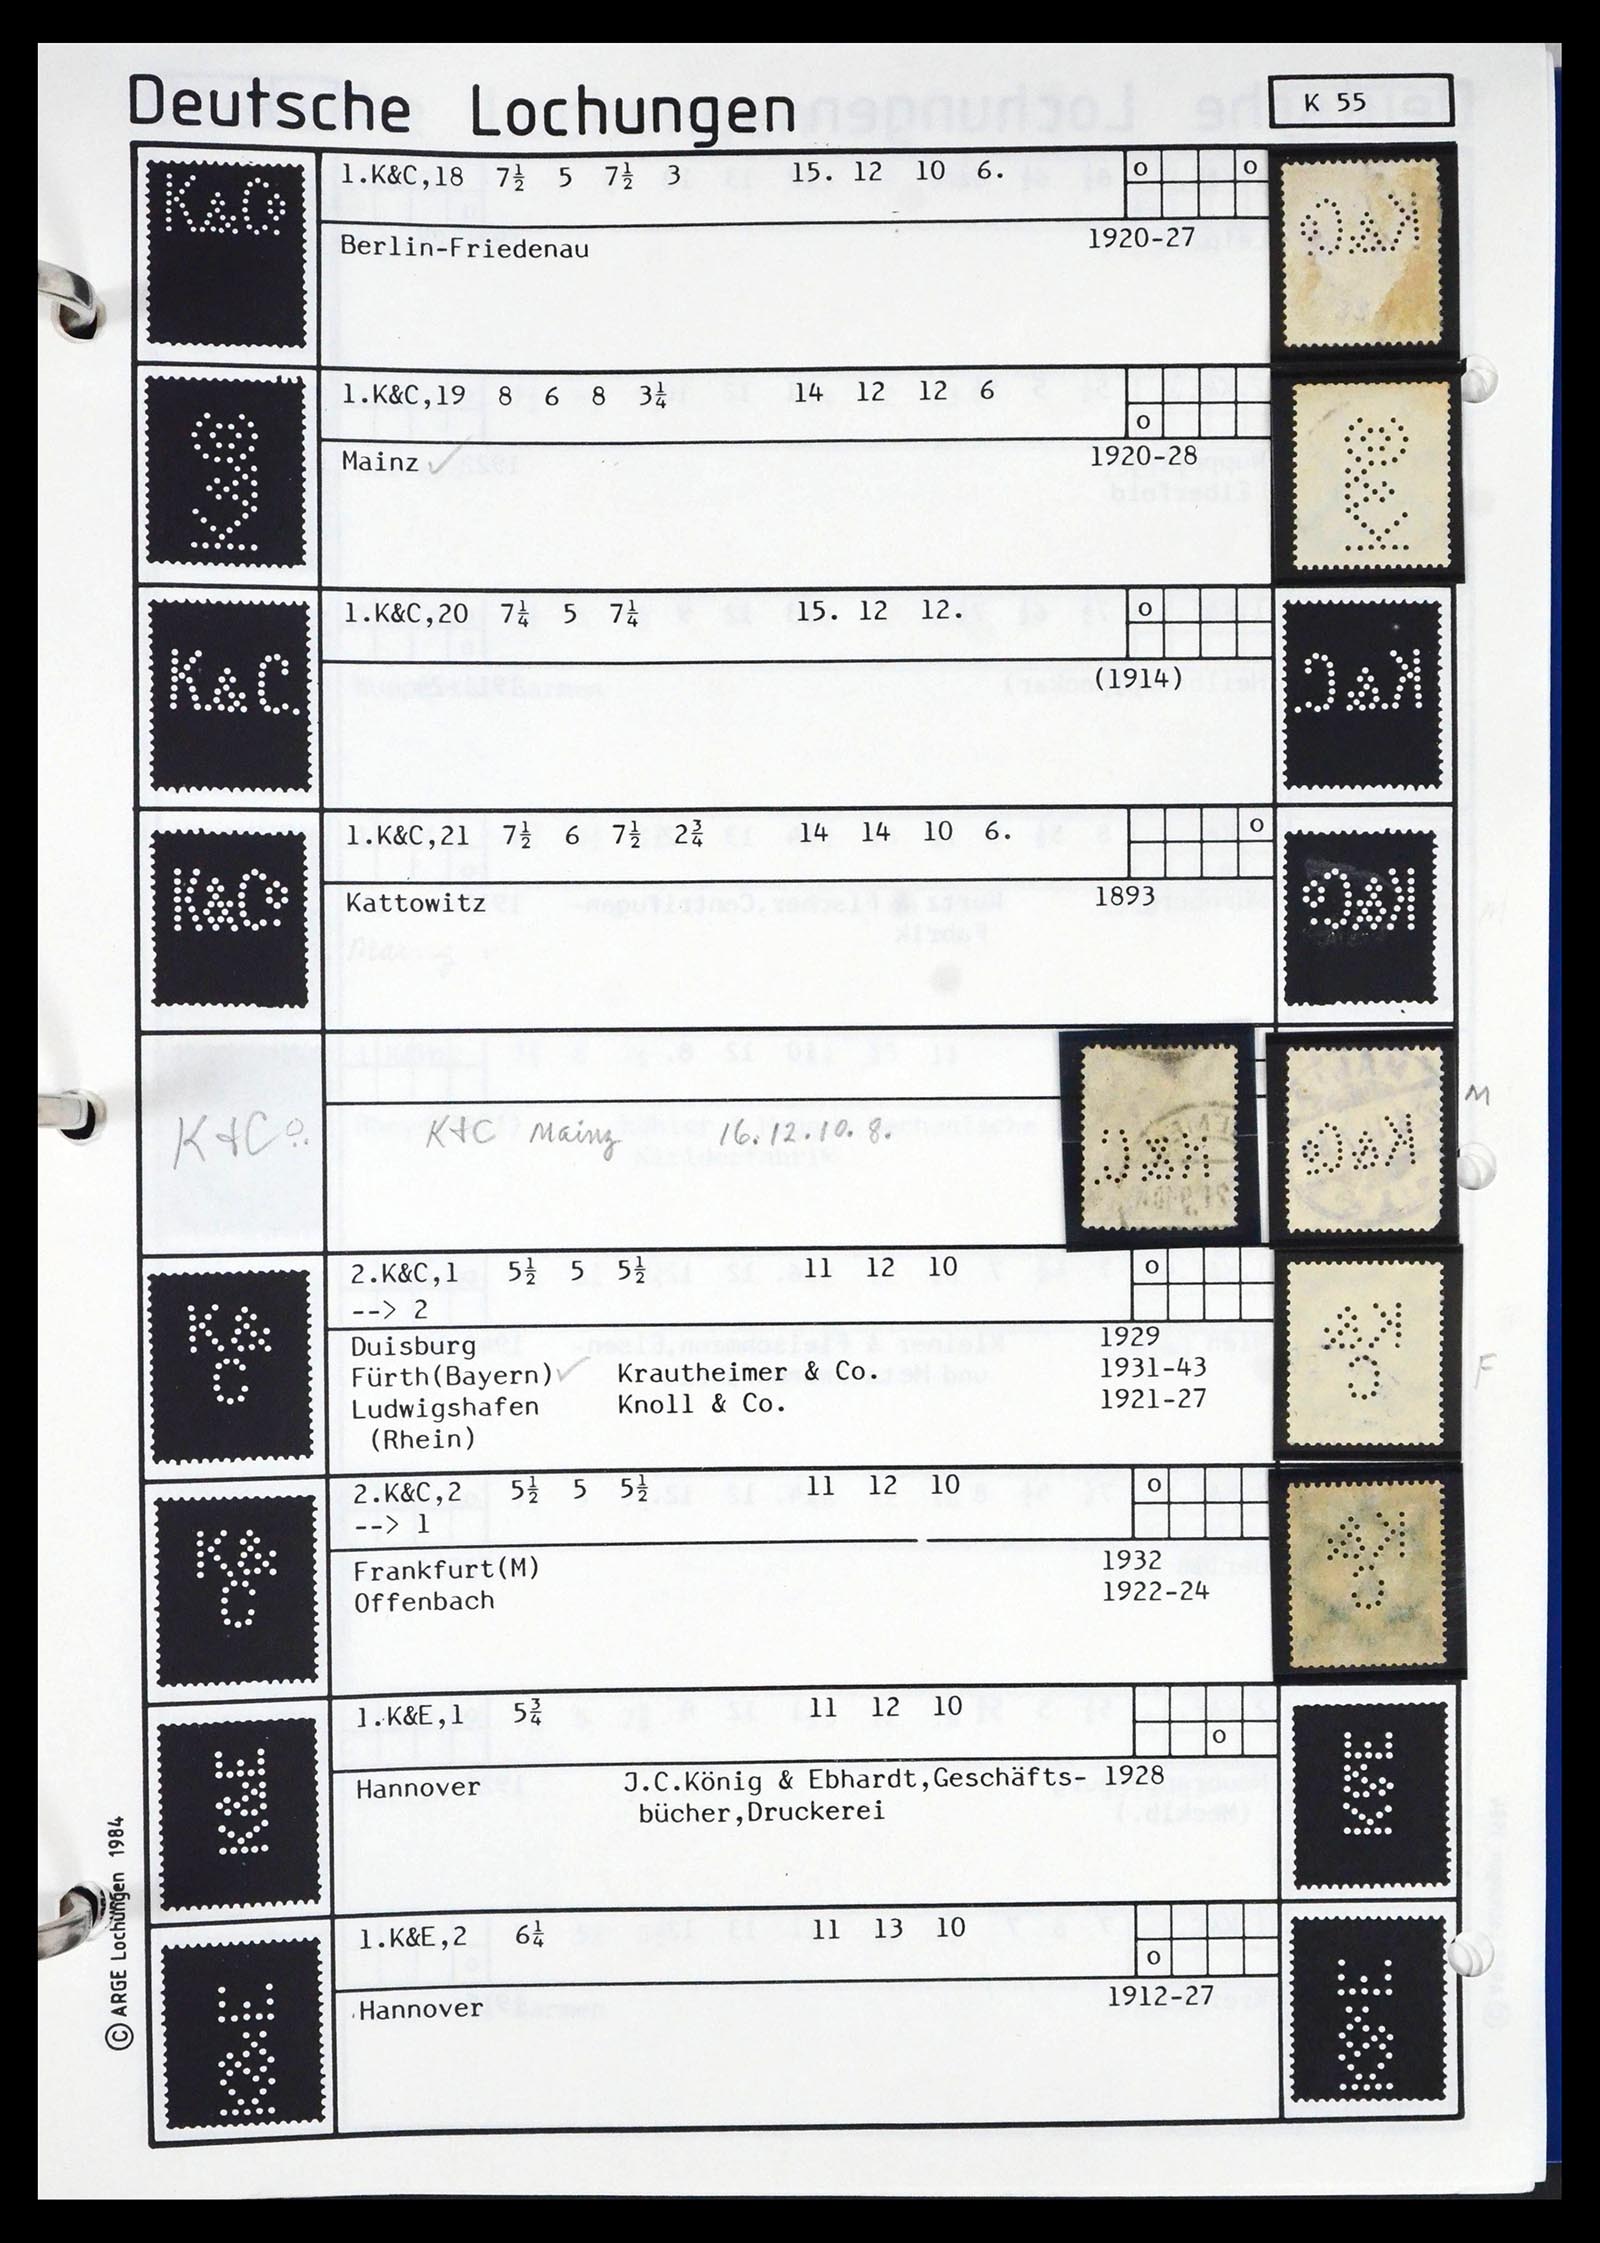 Deutsche Lochungen
K 55
1.K&C,18 7½ 5 7½ 3 15. 12 10 6. o o
Berlin-Friedenau 1920-27
1.K&C,19 8 6 8 3¼ 14 12 12 6
o
Mainz ✓ 1920-28
1.K&C,20 7¼ 5 7¼ 15. 12 12. o
(1914)
1.K&C,21 7½ 6 7½ 2¾ 14 14 10 6. o
Kattowitz 1893
M
K+Co. K+C Mainz 16.12.10.8.
2.K&C,1 5½ 5 5½ 11 12 10 o
--> 2
Duisburg 1929
Fürth(Bayern) ✓ Krautheimer & Co. 1931-43
F
Ludwigshafen Knoll & Co. 1921-27
(Rhein)
2.K&C,2 5½ 5 5½ 11 12 10 o
--> 1
Frankfurt(M) 1932
Offenbach 1922-24
1.K&E,1 5¾ 11 12 10
o
Hannover J.C.König & Ebhardt,Geschäfts- 1928
bücher,Druckerei
1.K&E,2 6¼ 11 13 10
o
Hannover 1912-27
© ARGE Lochungen 1984
K&Co
K&Co
K&C
K&Co
K&
C
K&
C
K&E
K&E